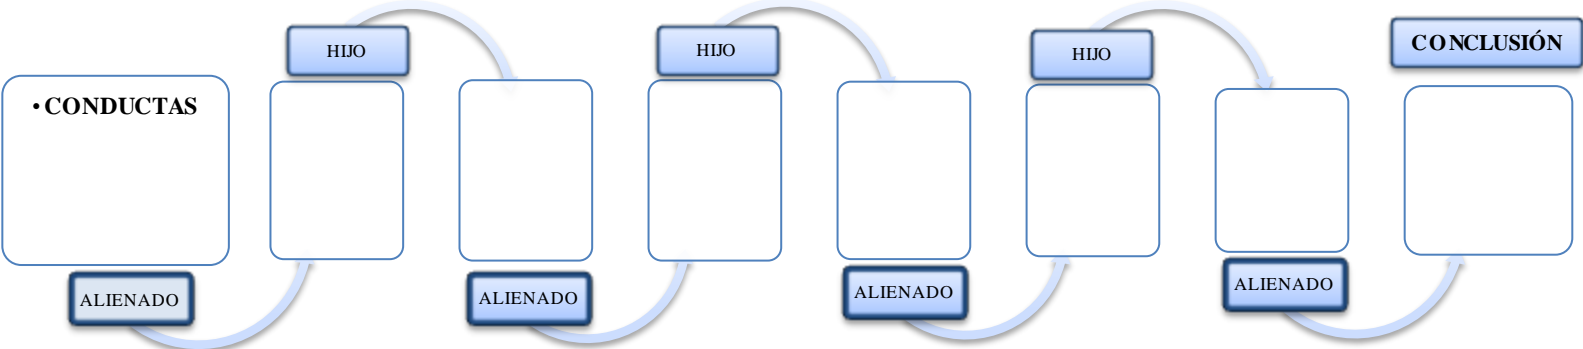 • CONDUCTAS
ALIENADO
HIJO
ALIENADO
HIJO
ALIENADO
HIJO
ALIENADO
CONCLUSIÓN